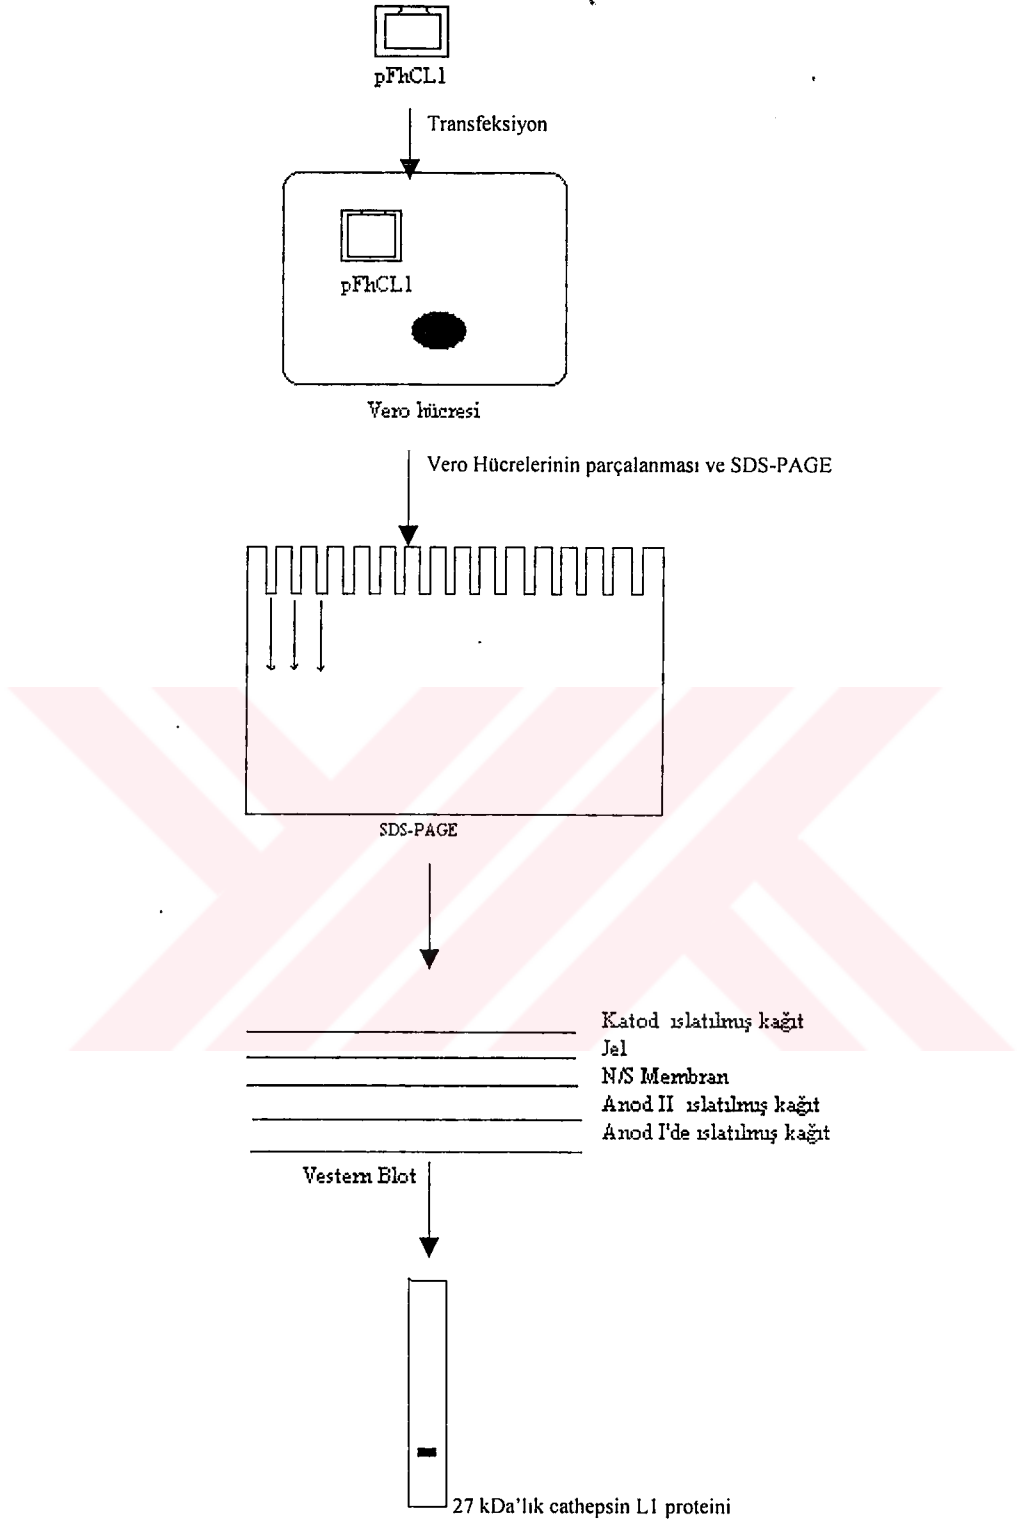 pFhCL1
Transfeksiyon
pFhCL1
Vero hücresi
Vero Hücrelerinin parçalanması ve SDS-PAGE
SDS-PAGE
Katod ıslatılmış kağıt
Jel
N/S Membran
Anod II ıslatılmış kağıt
Anod I'de ıslatılmış kağıt
Vestern Blot
27 kDa'lık cathepsin L1 proteini